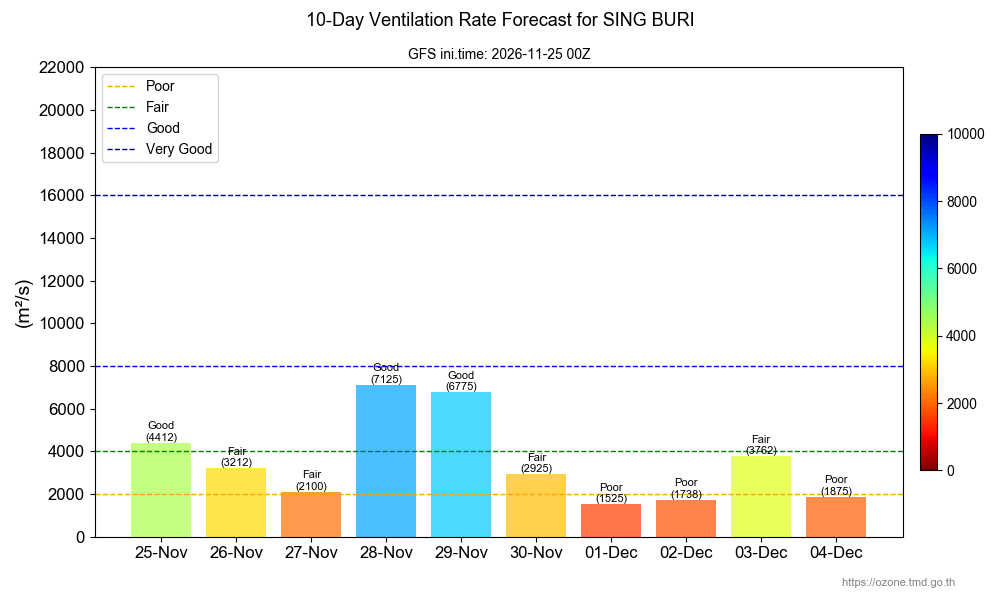 10-Day Ventilation Rate Forecast for SING BURI
GFS ini.time: 2026-11-25 00Z
(m²/s)
22000
20000
18000
16000
14000
12000
10000
8000
6000
4000
2000
0
Poor
Fair
Good
Very Good
Good
(4412)
Fair
(3212)
Fair
(2100)
Good
(7125)
Good
(6775)
Fair
(2925)
Poor
(1525)
Poor
(1738)
Fair
(3762)
Poor
(1875)
25-Nov 26-Nov 27-Nov 28-Nov 29-Nov 30-Nov 01-Dec 02-Dec 03-Dec 04-Dec
10000
8000
6000
4000
2000
0
https://ozone.tmd.go.th